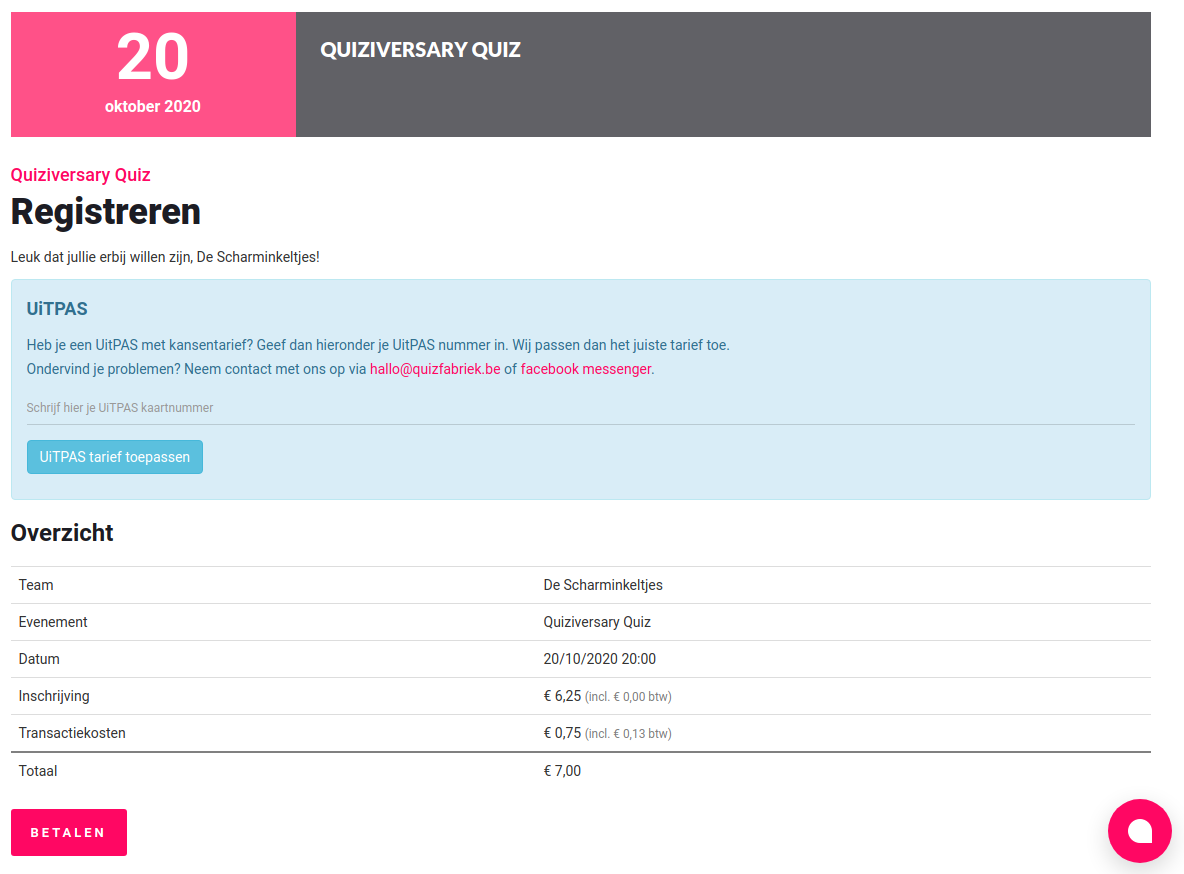 20
oktober 2020
QUIZIVERSARY QUIZ
Quiziversary Quiz
Registreren
Leuk dat jullie erbij willen zijn, De Scharminkeltjes!
UiTPAS
Heb je een UitPAS met kansentarief? Geef dan hieronder je UitPAS nummer in. Wij passen dan het juiste tarief toe.
Ondervind je problemen? Neem contact met ons op via hallo@quizfabriek.be of facebook messenger.
Schrijf hier je UiTPAS kaartnummer
UiTPAS tarief toepassen
Overzicht
Team De Scharminkeltjes
Evenement Quiziversary Quiz
Datum 20/10/2020 20:00
Inschrijving € 6,25 (incl. € 0,00 btw)
Transactiekosten € 0,75 (incl. € 0,13 btw)
Totaal € 7,00
BETALEN